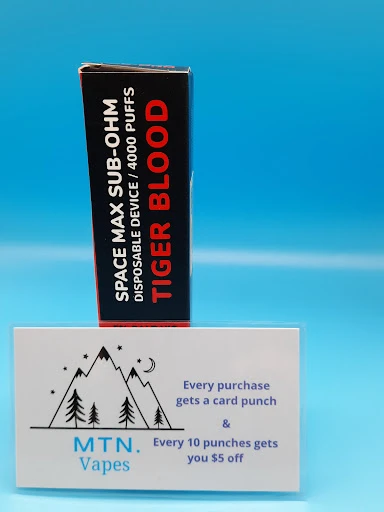 SPACE MAX SUB-OHM
DISPOSABLE DEVICE / 4000 PUFFS
TIGER BLOOD
MTN.
Vapes
Every purchase
gets a card punch
&
Every 10 punches gets
you $5 off